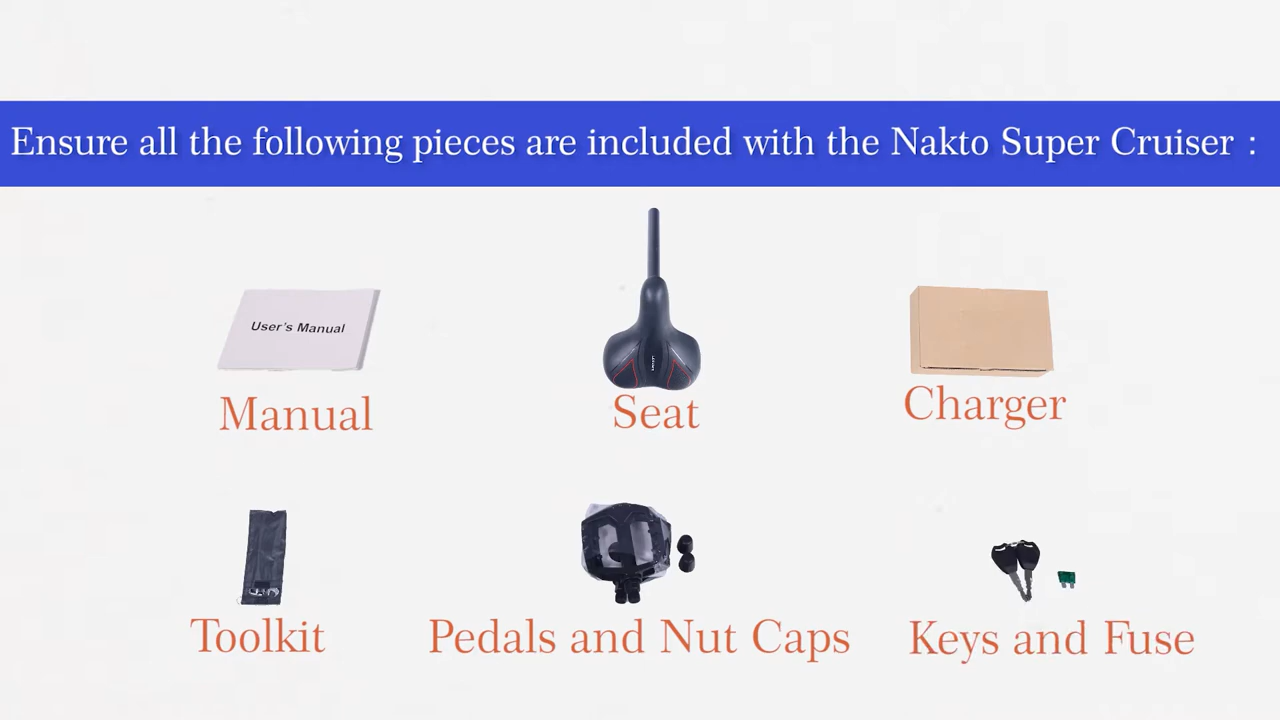 Ensure all the following pieces are included with the Nakto Super Cruiser :
User's Manual
Manual
Seat
Charger
Toolkit
Pedals and Nut Caps
Keys and Fuse